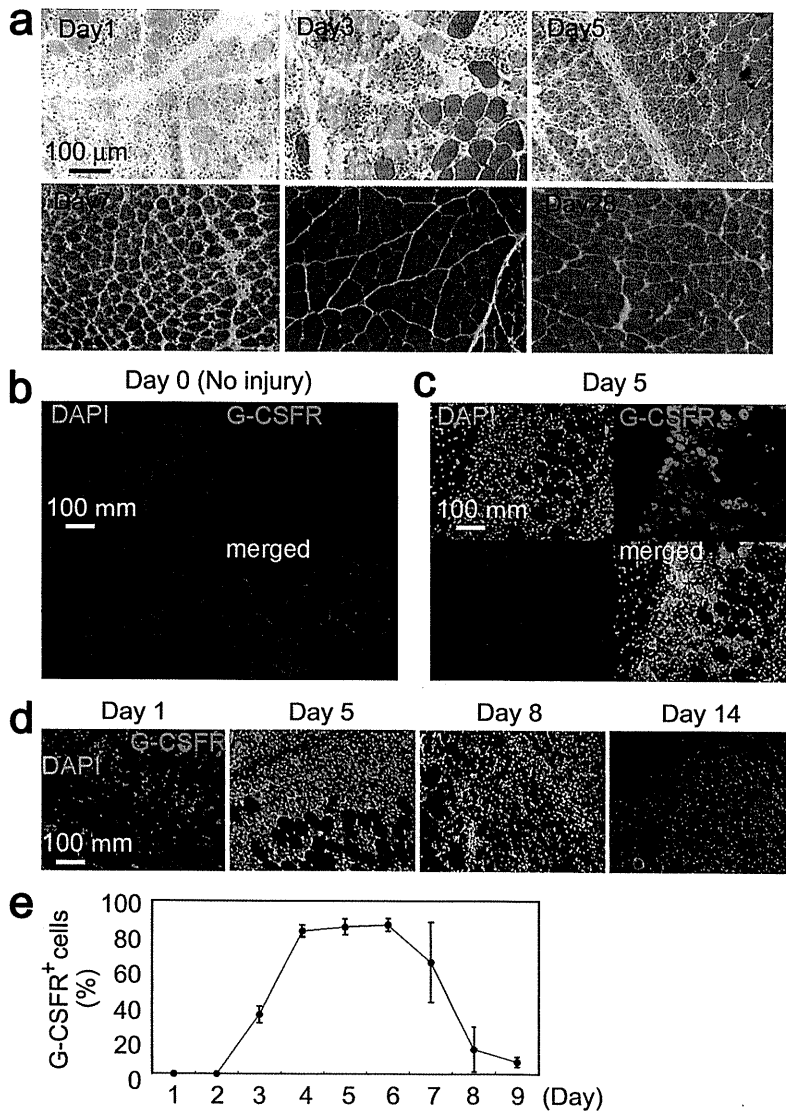 a
Day1
Day3
Day5
100 µm
Day7
Day28
b
Day 0 (No injury)
DAPI
G-CSFR
100 mm
merged
c
Day 5
DAPI
G-CSFR
100 mm
merged
d
Day 1
Day 5
Day 8
Day 14
G-CSFR
DAPI
100 mm
e
G-CSFR⁺ cells
(%)
100
80
60
40
20
0
1 2 3 4 5 6 7 8 9 (Day)